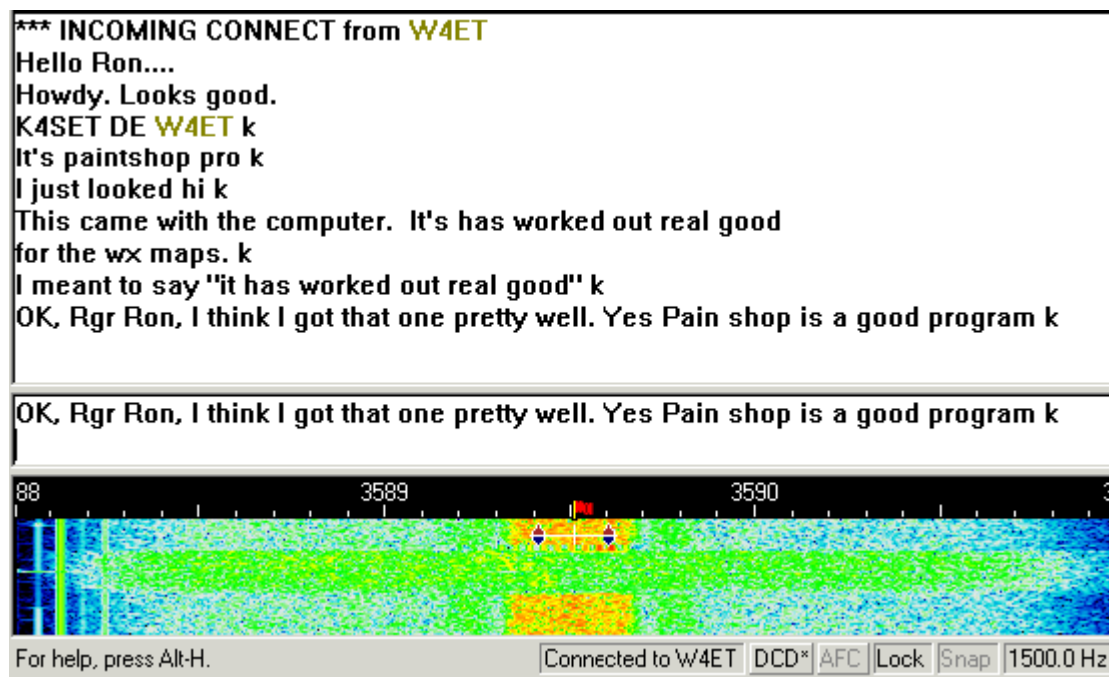 *** INCOMING CONNECT from W4ET
Hello Ron....
Howdy. Looks good.
K4SET DE W4ET k
It's paintshop pro k
I just looked hi k
This came with the computer.  It's has worked out real good
for the wx maps. k
I meant to say "it has worked out real good" k
OK, Rgr Ron, I think I got that one pretty well. Yes Pain shop is a good program k
OK, Rgr Ron, I think I got that one pretty well. Yes Pain shop is a good program k
88 3589 3590
For help, press Alt-H. Connected to W4ET DCD* AFC Lock Snap 1500.0 Hz